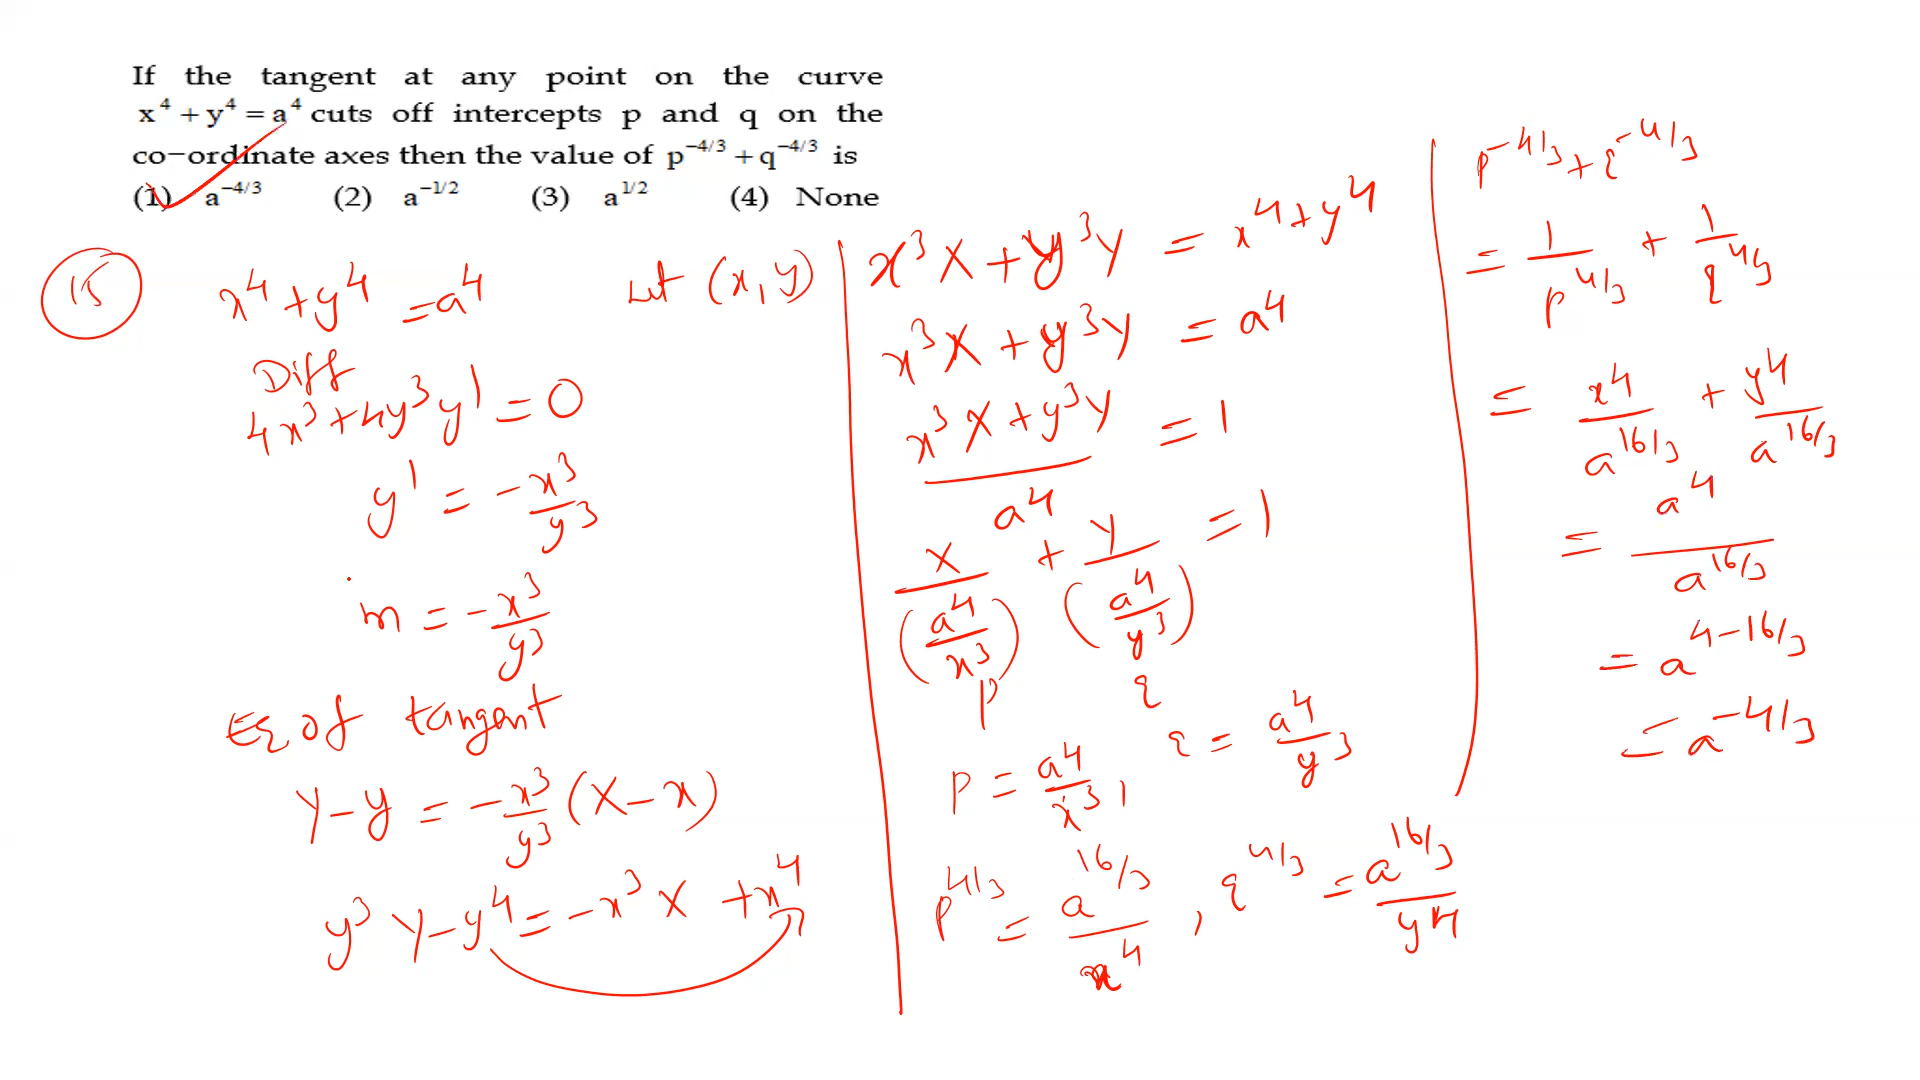 If the tangent at any point on the curve
x⁴ + y⁴ = a⁴ cuts off intercepts p and q on the
co-ordinate axes then the value of p^{-4/3} + q^{-4/3} is
(1) a^{-4/3} (2) a^{-1/2} (3) a^{1/2} (4) None
15
x⁴ + y⁴ = a⁴ Let (x, y)
Diff
4x³ + 4y³ y' = 0
y' = -x³/y³
m = -x³/y³
Eq of tangent
Y - y = -x³/y³ (X - x)
y³ Y - y⁴ = -x³ X + x⁴
x³X + y³Y = x⁴ + y⁴
x³X + y³Y = a⁴
(x³X + y³Y)/a⁴ = 1
X/(a⁴/x³) + Y/(a⁴/y³) = 1
p q
p = a⁴/x³, q = a⁴/y³
p^{4/3} = a^{16/3}/x⁴, q^{4/3} = a^{16/3}/y⁴
p^{-4/3} + q^{-4/3}
= 1/p^{4/3} + 1/q^{4/3}
= x⁴/a^{16/3} + y⁴/a^{16/3}
= a⁴/a^{16/3}
= a^{4-16/3}
= a^{-4/3}